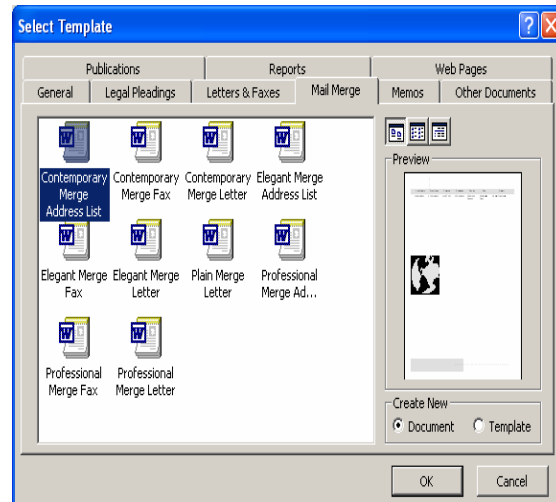 Select Template
Publications Reports Web Pages
General Legal Pleadings Letters & Faxes Mail Merge Memos Other Documents
Contemporary Merge Address List
Contemporary Merge Fax
Contemporary Merge Letter
Elegant Merge Address List
Elegant Merge Fax
Elegant Merge Letter
Plain Merge Letter
Professional Merge Ad...
Professional Merge Fax
Professional Merge Letter
Preview
Create New
Document Template
OK Cancel